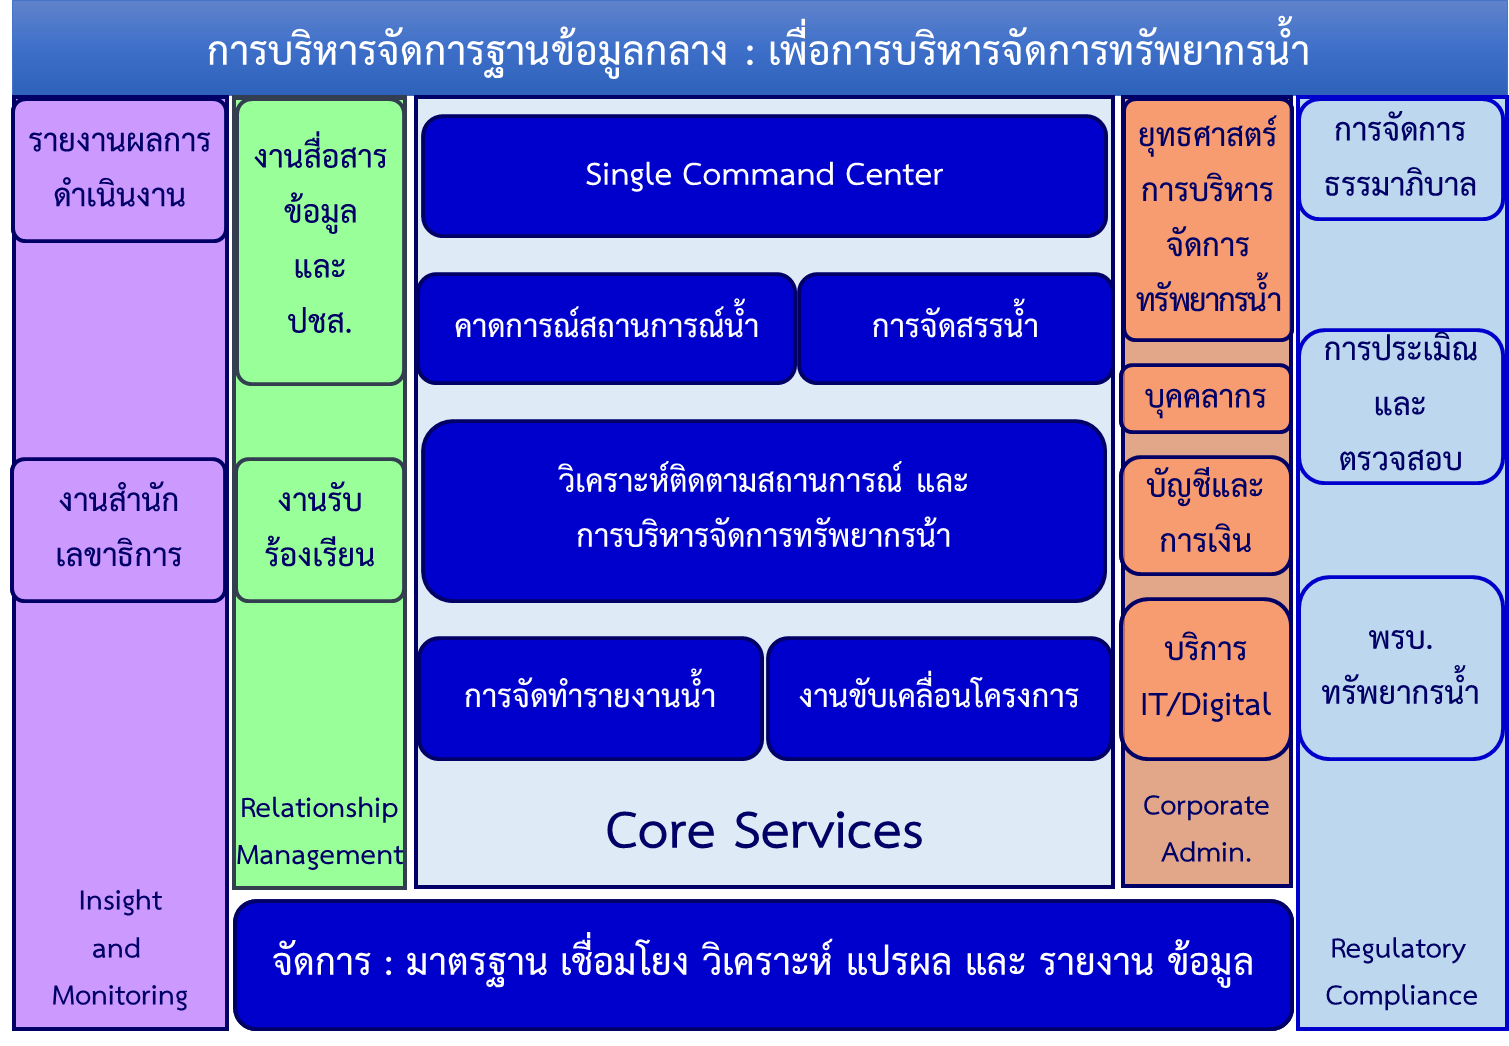 การบริหารจัดการฐานข้อมูลกลาง : เพื่อการบริหารจัดการทรัพยากรน้ำ
รายงานผลการ
ดำเนินงาน
งานสำนัก
เลขาธิการ
Insight
and
Monitoring
งานสื่อสาร
ข้อมูล
และ
ปชส.
งานรับ
ร้องเรียน
Relationship
Management
Single Command Center
คาดการณ์สถานการณ์น้ำ
การจัดสรรน้ำ
วิเคราะห์ติดตามสถานการณ์ และ
การบริหารจัดการทรัพยากรน้ำ
การจัดทำรายงานน้ำ
งานขับเคลื่อนโครงการ
Core Services
ยุทธศาสตร์
การบริหาร
จัดการ
ทรัพยากรน้ำ
บุคคลากร
บัญชีและ
การเงิน
บริการ
IT/Digital
Corporate
Admin.
การจัดการ
ธรรมาภิบาล
การประเมิณ
และ
ตรวจสอบ
พรบ.
ทรัพยากรน้ำ
Regulatory
Compliance
จัดการ : มาตรฐาน เชื่อมโยง วิเคราะห์ แปรผล และ รายงาน ข้อมูล